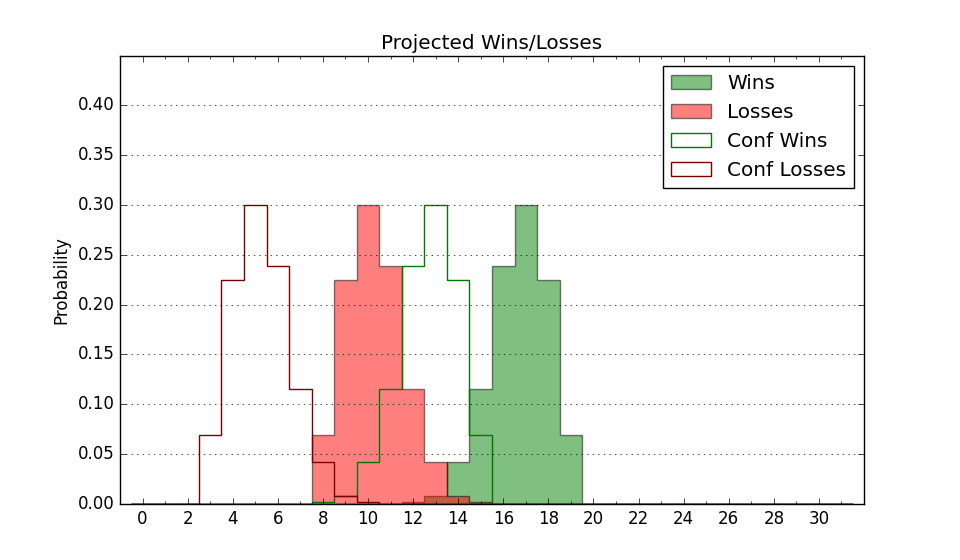 Projected Wins/Losses
Probability
0.40
0.35
0.30
0.25
0.20
0.15
0.10
0.05
0.00
0 2 4 6 8 10 12 14 16 18 20 22 24 26 28 30
Wins
Losses
Conf Wins
Conf Losses